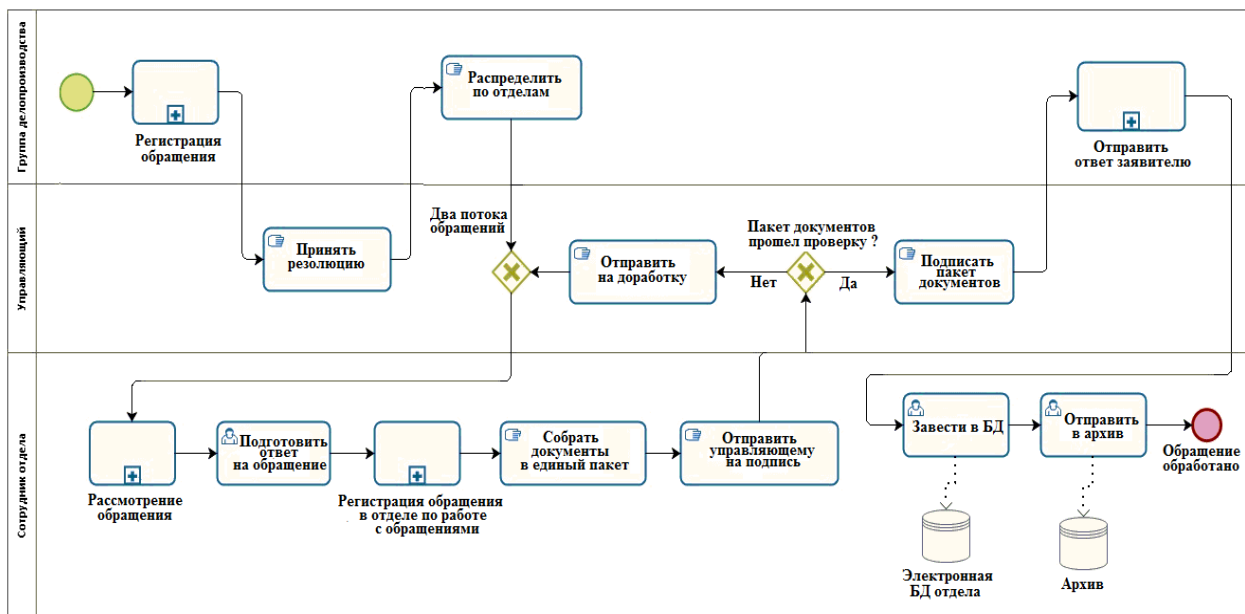 Группа делопроизводства
Регистрация
обращения
Распределить
по отделам
Отправить
ответ заявителю
Управляющий
Принять
резолюцию
Два потока
обращений
Отправить
на доработку
Пакет документов
прошел проверку ?
Нет
Да
Подписать
пакет
документов
Сотрудник отдела
Рассмотрение
обращения
Подготовить
ответ
на обращение
Регистрация обращения
в отделе по работе
с обращениями
Собрать
документы
в единый пакет
Отправить
управляющему
на подпись
Завести в БД
Отправить
в архив
Обращение
обработано
Электронная
БД отдела
Архив